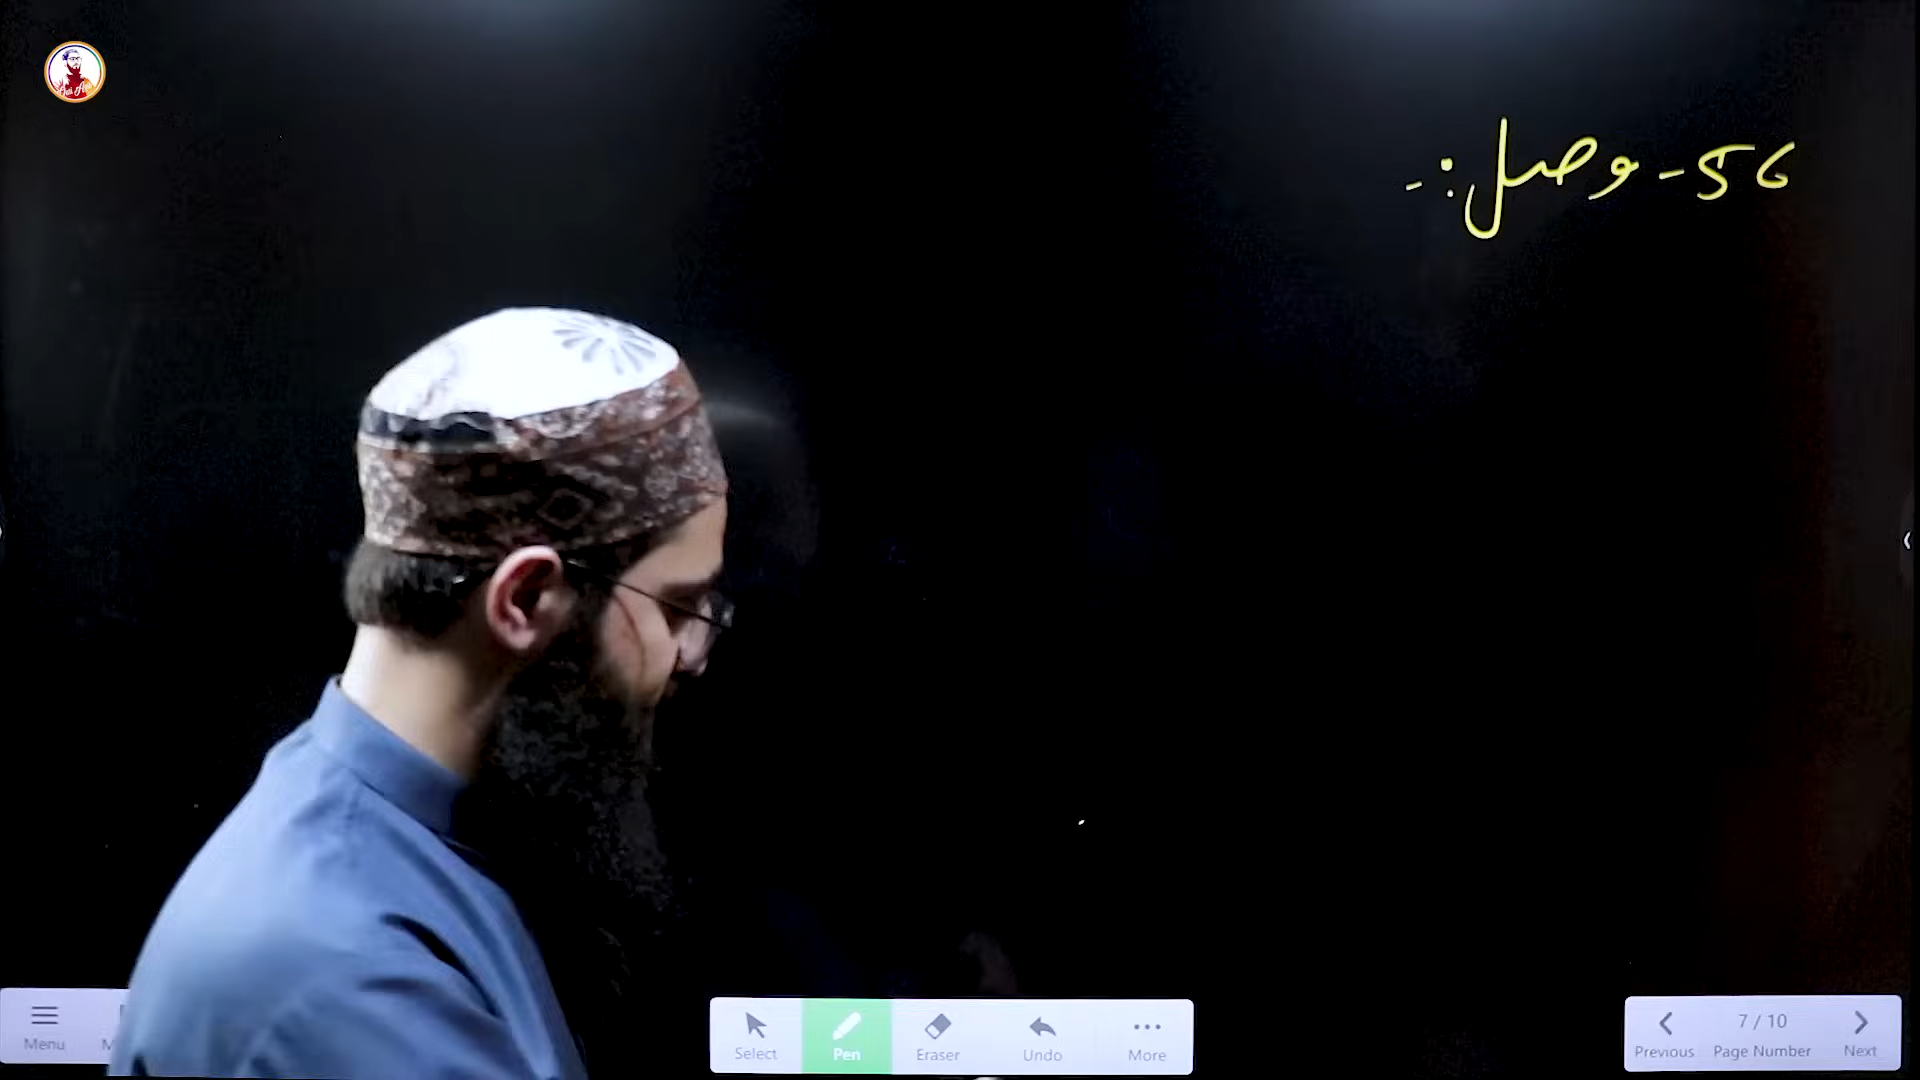 56- وصل:-
Menu
Select
Pen
Eraser
Undo
More
7 / 10
Previous
Page Number
Next